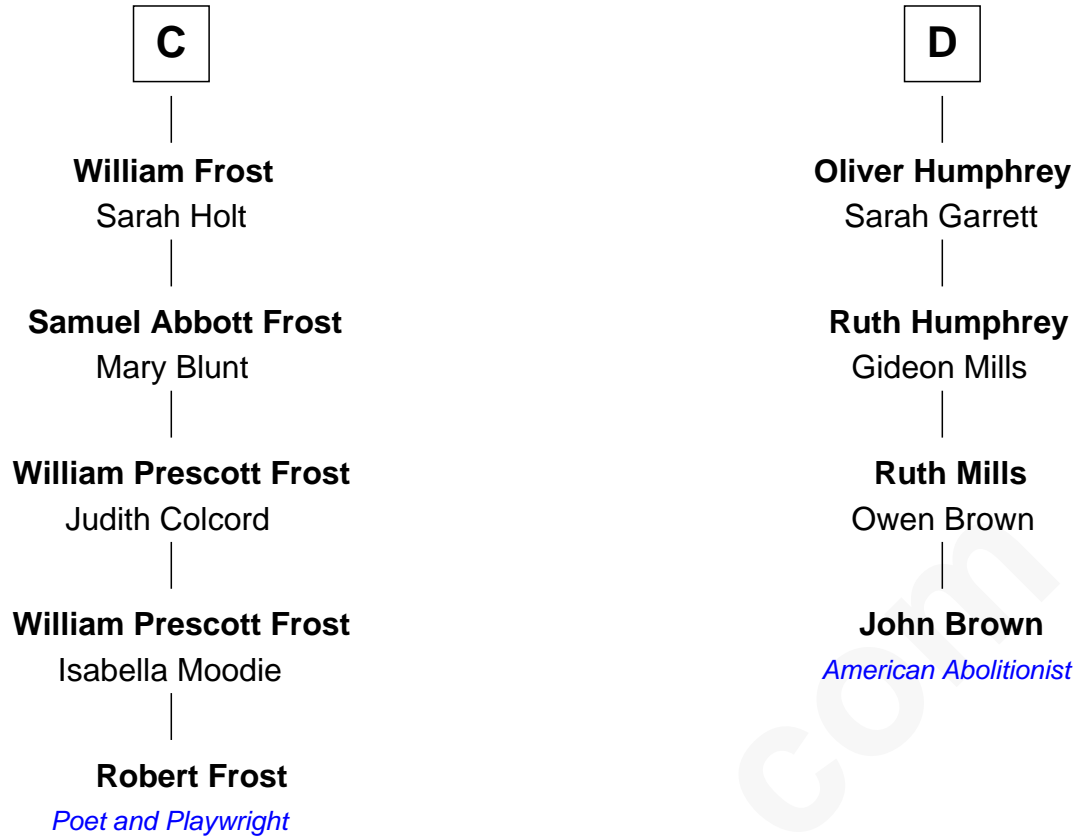 C
William Frost
Sarah Holt
Samuel Abbott Frost
Mary Blunt
William Prescott Frost
Judith Colcord
William Prescott Frost
Isabella Moodie
Robert Frost
Poet and Playwright
D
Oliver Humphrey
Sarah Garrett
Ruth Humphrey
Gideon Mills
Ruth Mills
Owen Brown
John Brown
American Abolitionist
com